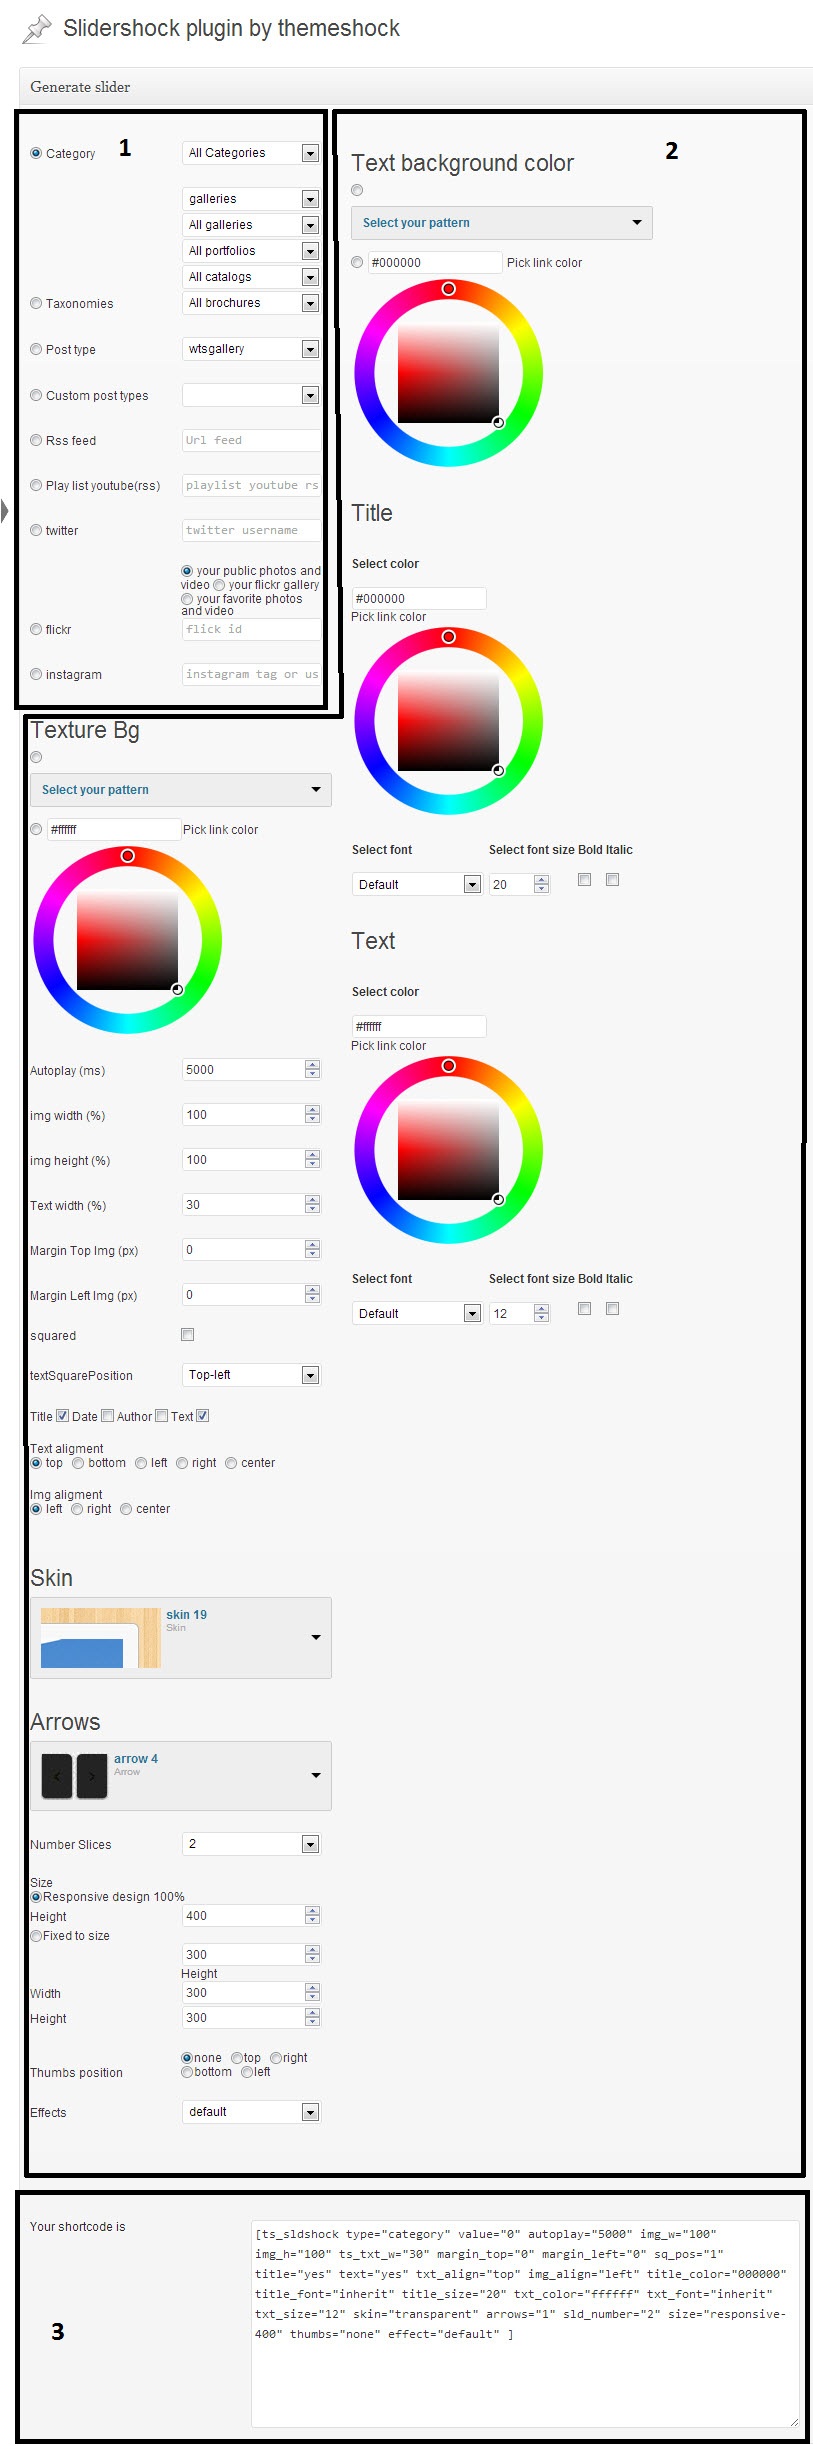 Slidershock plugin by themeshock
Generate slider
1
Category All Categories
galleries
All galleries
All portfolios
All catalogs
Taxonomies All brochures
Post type wtsgallery
Custom post types
Rss feed Url feed
Play list youtube(rss) playlist youtube rs
twitter twitter username
your public photos and
video your flickr gallery
your favorite photos
and video
flickr flick id
instagram instagram tag or us
2
Text background color
Select your pattern
#000000 Pick link color
Title
Select color
#000000
Pick link color
Select font Select font size Bold Italic
Default 20
Text
Select color
#ffffff
Pick link color
Select font Select font size Bold Italic
Default 12
Texture Bg
Select your pattern
#ffffff Pick link color
Autoplay (ms) 5000
img width (%) 100
img height (%) 100
Text width (%) 30
Margin Top Img (px) 0
Margin Left Img (px) 0
squared
textSquarePosition Top-left
Title Date Author Text
Text aligment
top bottom left right center
Img aligment
left right center
Skin
skin 19
Skin
Arrows
arrow 4
Arrow
Number Slices 2
Size
Responsive design 100%
Height 400
Fixed to size
300
Height
Width 300
Height 300
none top right
Thumbs position bottom left
Effects default
3
Your shortcode is
[ts_sldshock type="category" value="0" autoplay="5000" img_w="100"
img_h="100" ts_txt_w="30" margin_top="0" margin_left="0" sq_pos="1"
title="yes" text="yes" txt_align="top" img_align="left" title_color="000000"
title_font="inherit" title_size="20" txt_color="ffffff" txt_font="inherit"
txt_size="12" skin="transparent" arrows="1" sld_number="2" size="responsive-
400" thumbs="none" effect="default" ]